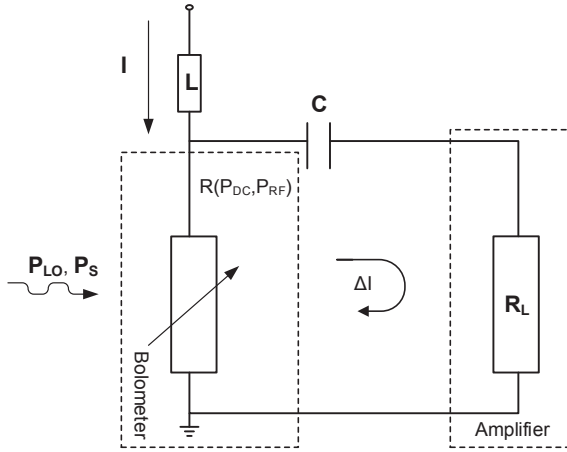 I
L
C
R(P_DC,P_RF)
P_LO, P_S
ΔI
R_L
Bolometer
Amplifier